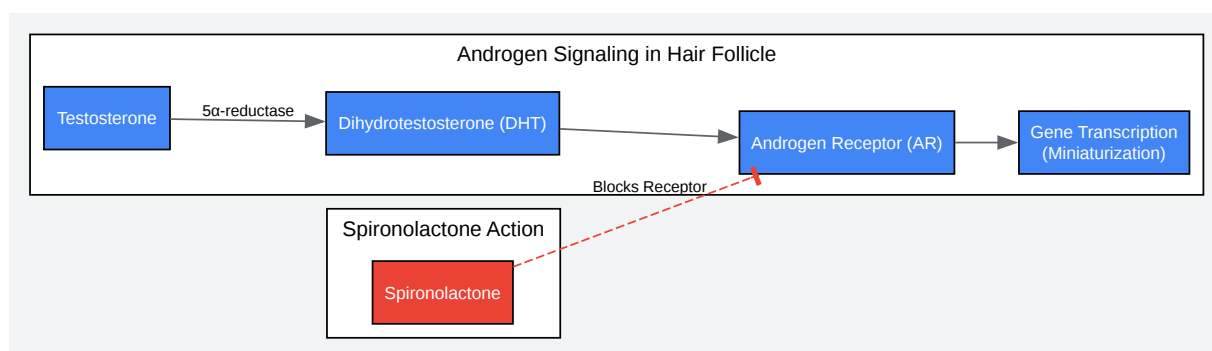 Androgen Signaling in Hair Follicle
Testosterone
5α-reductase
Dihydrotestosterone (DHT)
Androgen Receptor (AR)
Gene Transcription
(Miniaturization)
Blocks Receptor
Spironolactone Action
Spironolactone